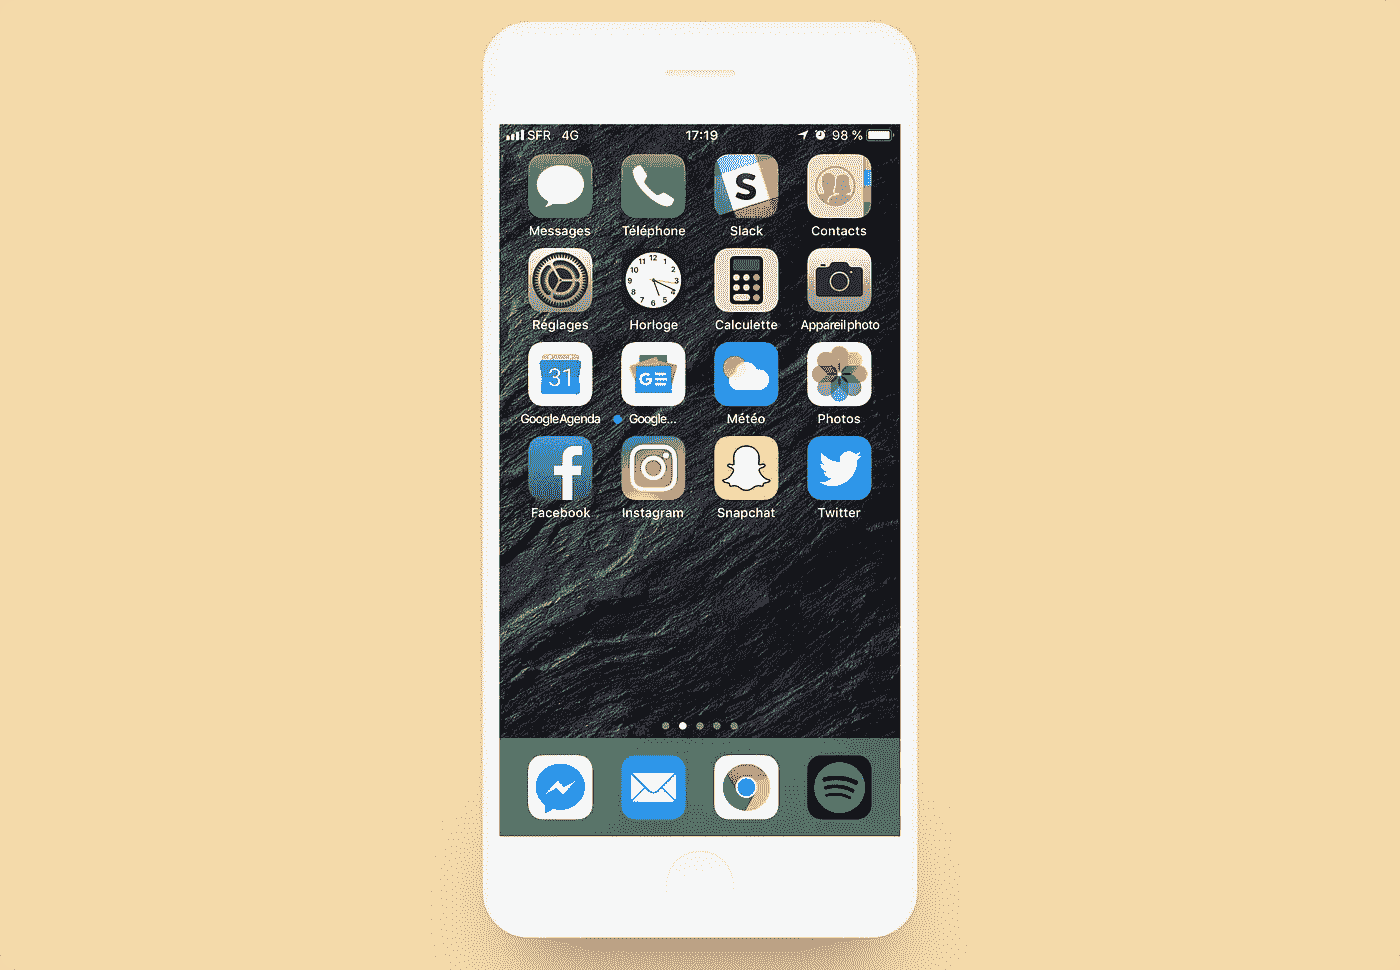 SFR 4G 17:19 98 %
Messages Téléphone Slack Contacts
Réglages Horloge Calculette Appareil photo
31
Google Agenda Google... Météo Photos
Facebook Instagram Snapchat Twitter